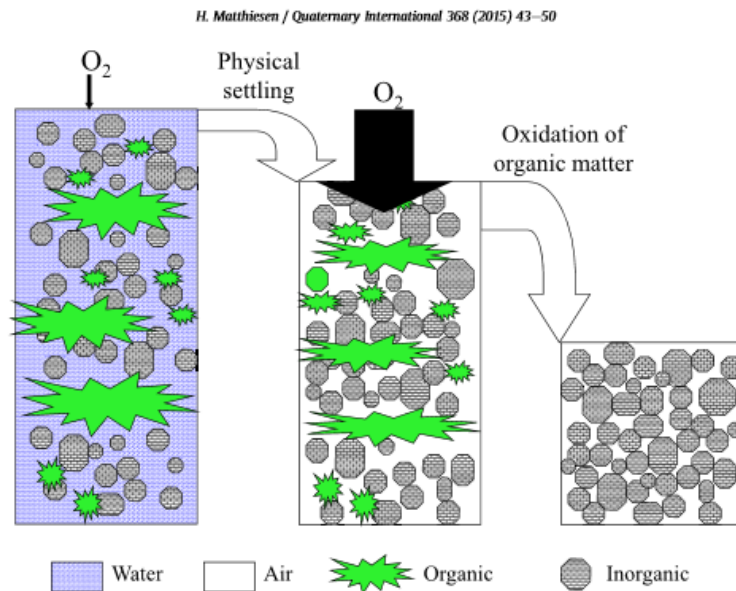 H. Matthiesen / Quaternary International 368 (2015) 43–50
O₂
Physical
settling
O₂
Oxidation of
organic matter
Water
Air
Organic
Inorganic